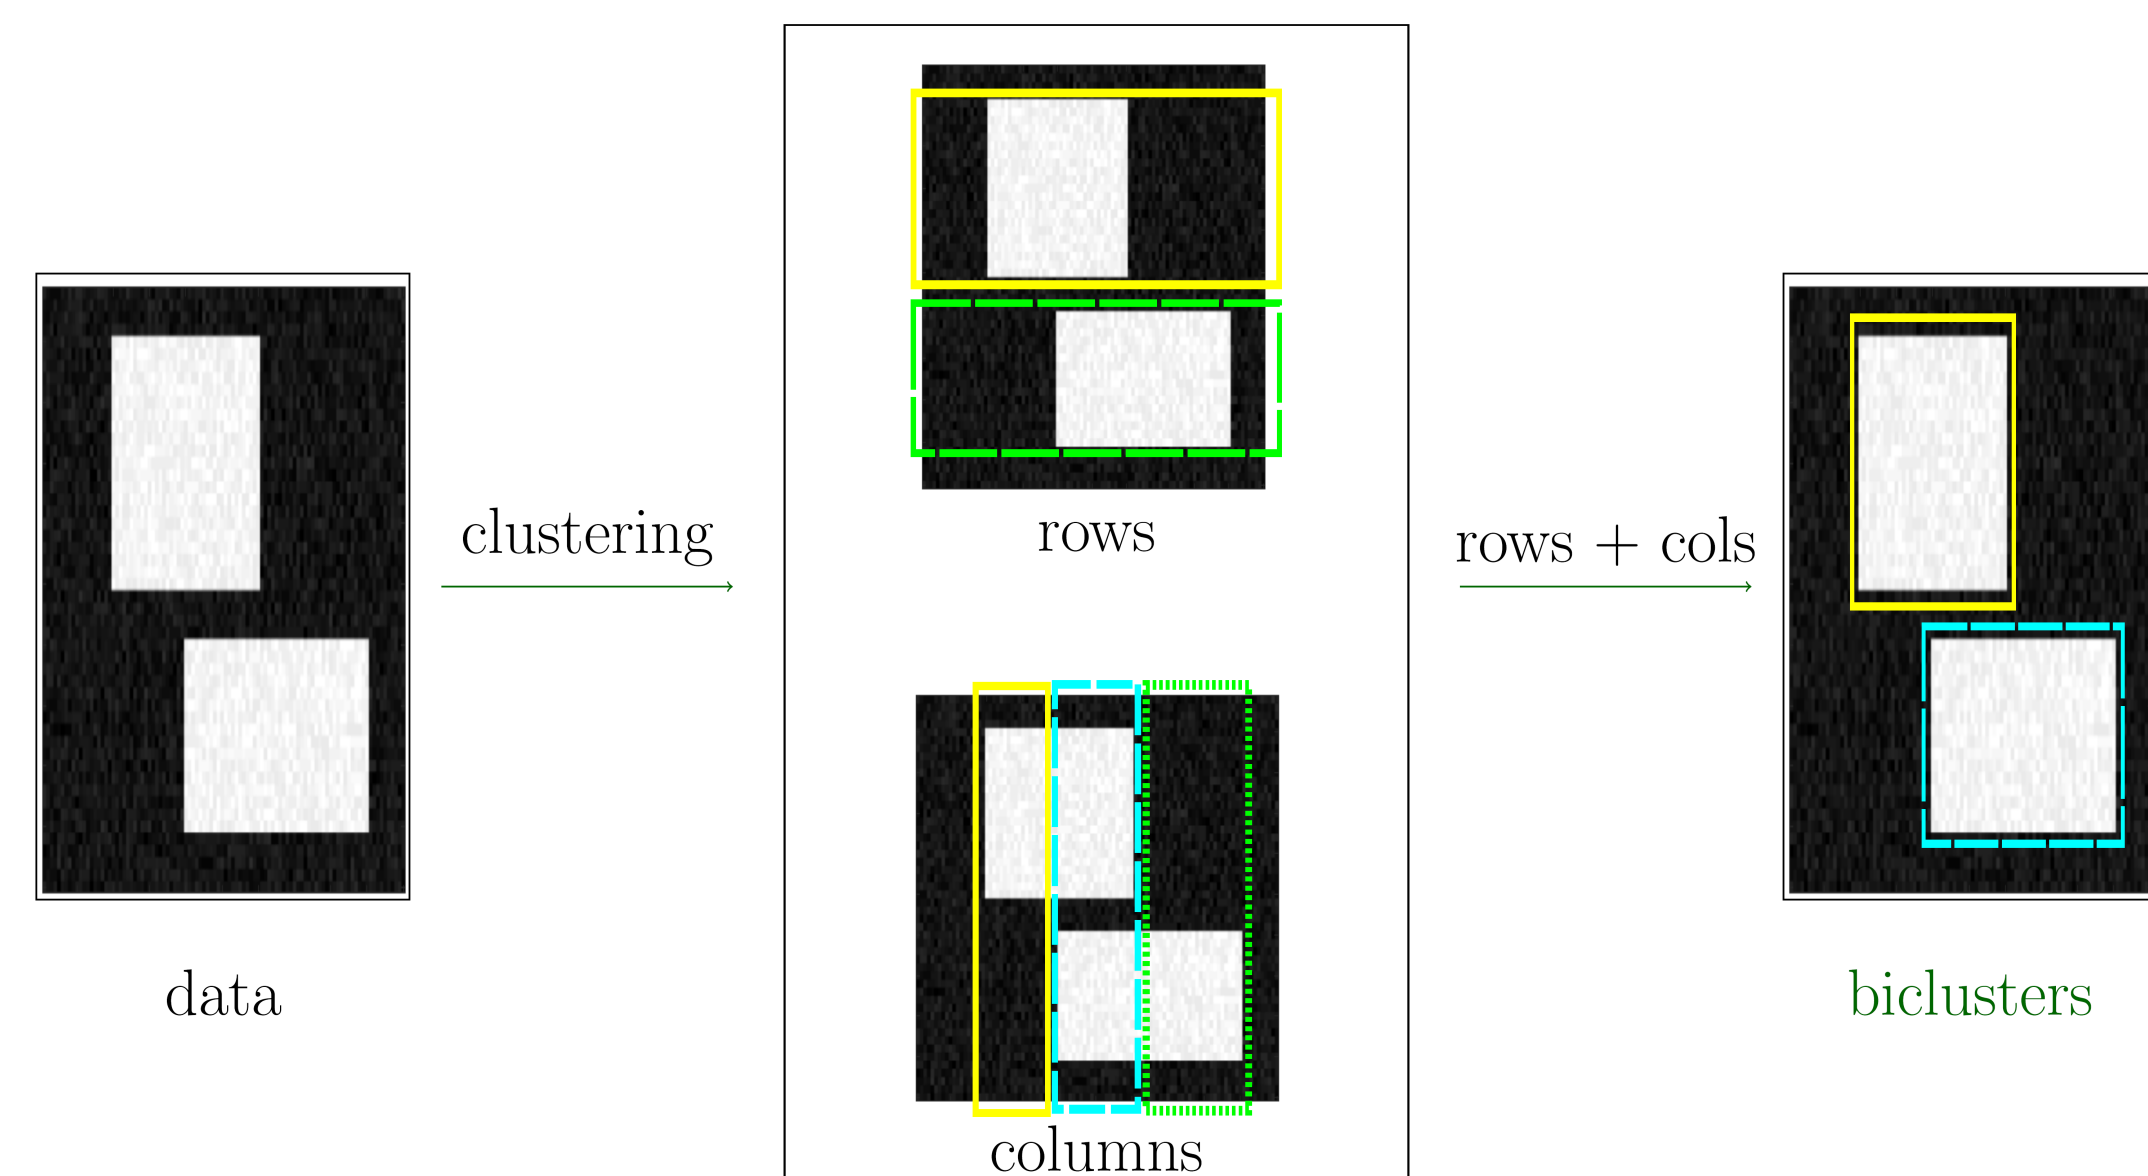 data
clustering
rows
columns
rows + cols
biclusters